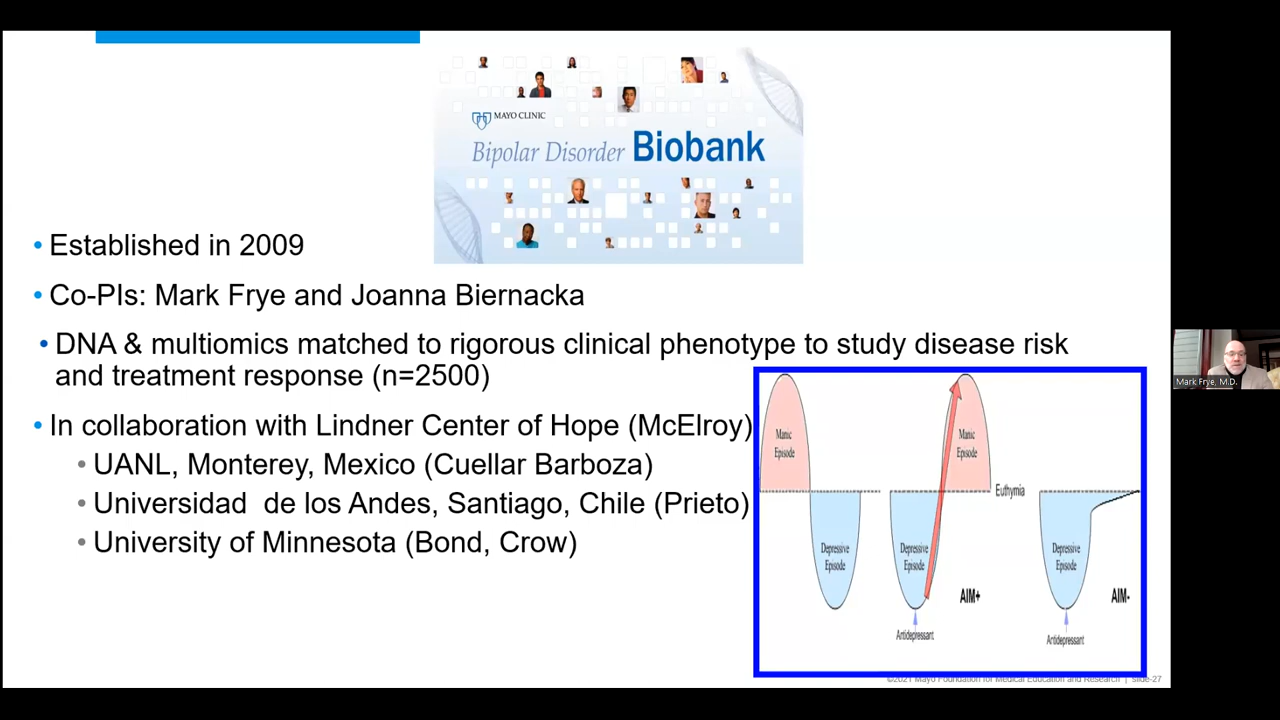 MAYO CLINIC
Bipolar Disorder Biobank
• Established in 2009
• Co-PIs: Mark Frye and Joanna Biernacka
• DNA & multiomics matched to rigorous clinical phenotype to study disease risk
and treatment response (n=2500)
• In collaboration with Lindner Center of Hope (McElroy)
• UANL, Monterey, Mexico (Cuellar Barboza)
• Universidad de los Andes, Santiago, Chile (Prieto)
• University of Minnesota (Bond, Crow)
Manic
Episode
Depressive
Episode
Depressive
Episode
Antidepressant
Manic
Episode
AIM+
Euthymia
Depressive
Episode
Antidepressant
AIM-
©2021 Mayo Foundation for Medical Education and Research | slide-27
Mark Frye, M.D.